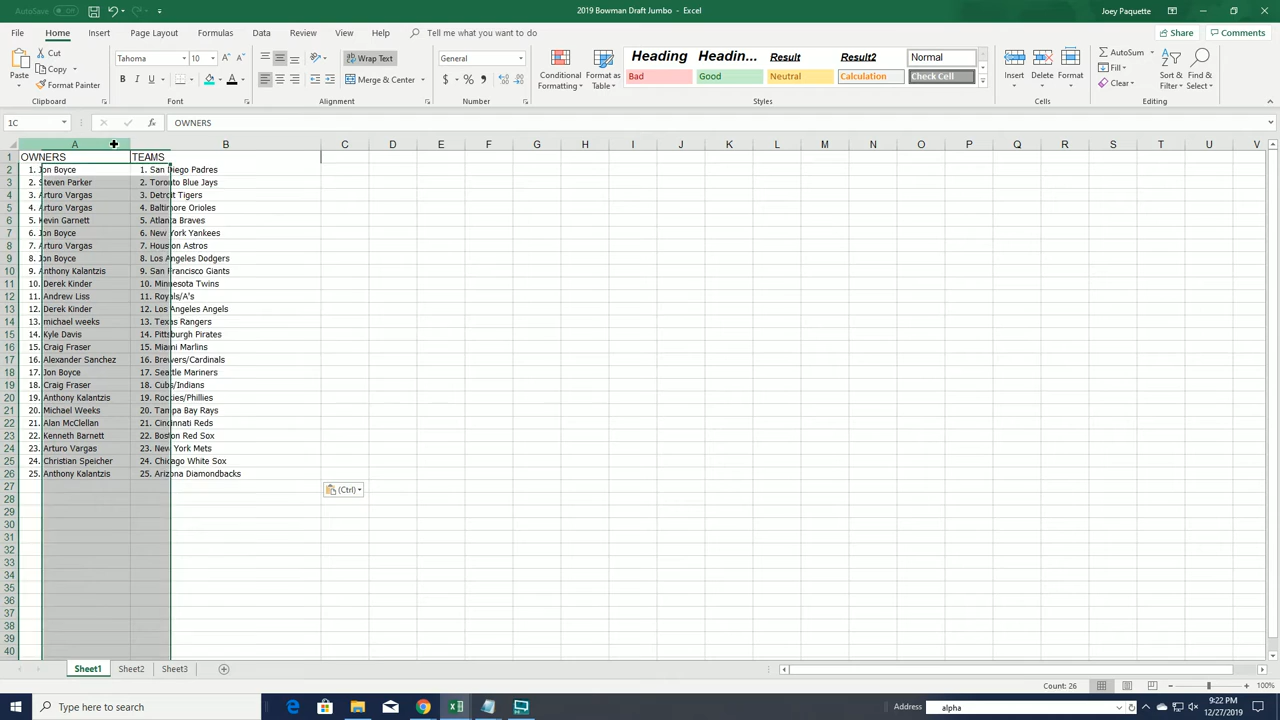 AutoSave Off 2019 Bowman Draft Jumbo - Excel Joey Paquette
File Home Insert Page Layout Formulas Data Review View Help Tell me what you want to do Share Comments
Cut
Copy
Format Painter
Paste
Tahoma 10
B I U
Wrap Text
Merge & Center
General
$ % ,
Conditional Formatting
Format as Table
Heading Headin... Result Result2 Normal
Bad Good Neutral Calculation Check Cell
Insert Delete Format
AutoSum
Fill
Clear
Sort & Filter
Find & Select
Clipboard Font Alignment Number Styles Cells Editing
1C fx OWNERS
A B C D E F G H I J K L M N O P Q R S T U V
1 OWNERS TEAMS
2 1. Jon Boyce 1. San Diego Padres
3 2. Steven Parker 2. Toronto Blue Jays
4 3. Arturo Vargas 3. Detroit Tigers
5 4. Arturo Vargas 4. Baltimore Orioles
6 5. Kevin Garnett 5. Atlanta Braves
7 6. Jon Boyce 6. New York Yankees
8 7. Arturo Vargas 7. Houston Astros
9 8. Jon Boyce 8. Los Angeles Dodgers
10 9. Anthony Kalantzis 9. San Francisco Giants
11 10. Derek Kinder 10. Minnesota Twins
12 11. Andrew Liss 11. Royals/A's
13 12. Derek Kinder 12. Los Angeles Angels
14 13. michael weeks 13. Texas Rangers
15 14. Kyle Davis 14. Pittsburgh Pirates
16 15. Craig Fraser 15. Miami Marlins
17 16. Alexander Sanchez 16. Brewers/Cardinals
18 17. Jon Boyce 17. Seattle Mariners
19 18. Craig Fraser 18. Cubs/Indians
20 19. Anthony Kalantzis 19. Rockies/Phillies
21 20. Michael Weeks 20. Tampa Bay Rays
22 21. Alan McClellan 21. Cincinnati Reds
23 22. Kenneth Barnett 22. Boston Red Sox
24 23. Arturo Vargas 23. New York Mets
25 24. Christian Speicher 24. Chicago White Sox
26 25. Anthony Kalantzis 25. Arizona Diamondbacks
27
(Ctrl)
28
29
30
31
32
33
34
35
36
37
38
39
40
Sheet1 Sheet2 Sheet3
Count: 26 100%
Type here to search Address alpha 9:22 PM
12/27/2019